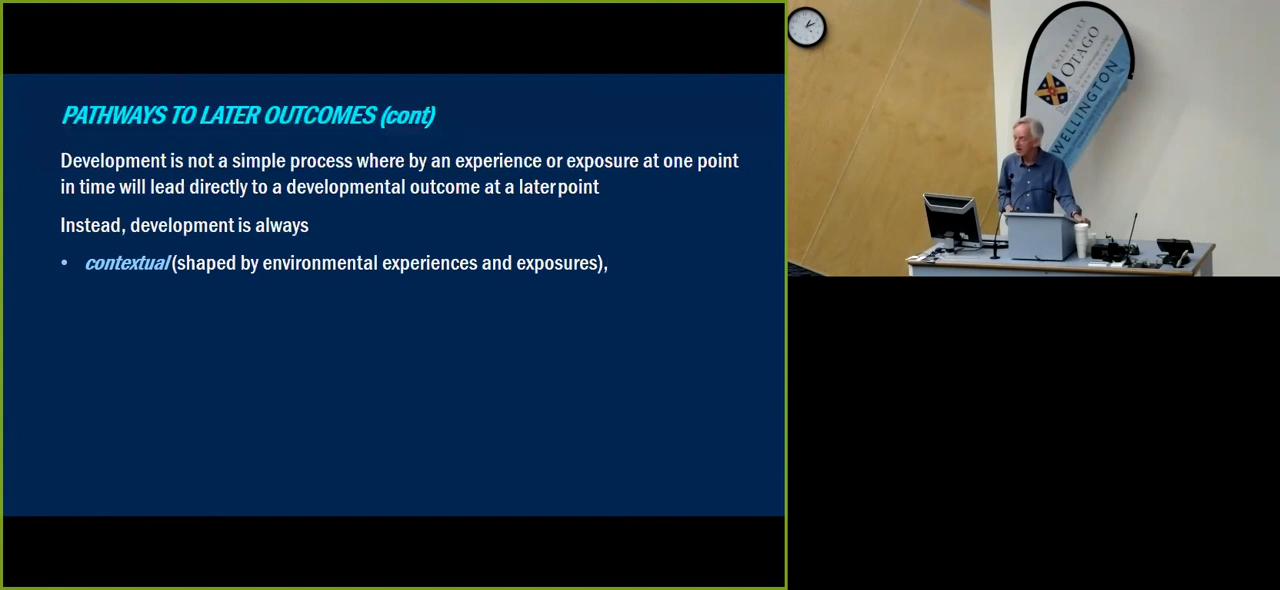 PATHWAYS TO LATER OUTCOMES (cont)
Development is not a simple process where by an experience or exposure at one point
in time will lead directly to a developmental outcome at a later point
Instead, development is always
• contextual (shaped by environmental experiences and exposures),
UNIVERSITY
OTAGO
WELLINGTON